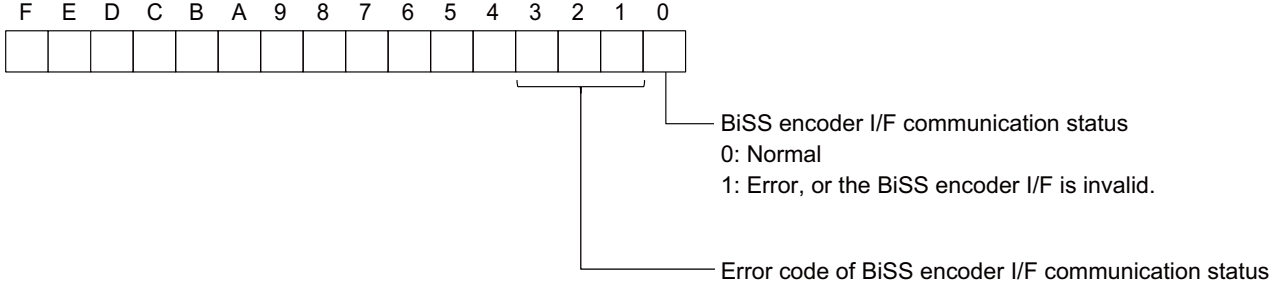 F E D C B A 9 8 7 6 5 4 3 2 1 0
BiSS encoder I/F communication status
0: Normal
1: Error, or the BiSS encoder I/F is invalid.
Error code of BiSS encoder I/F communication status